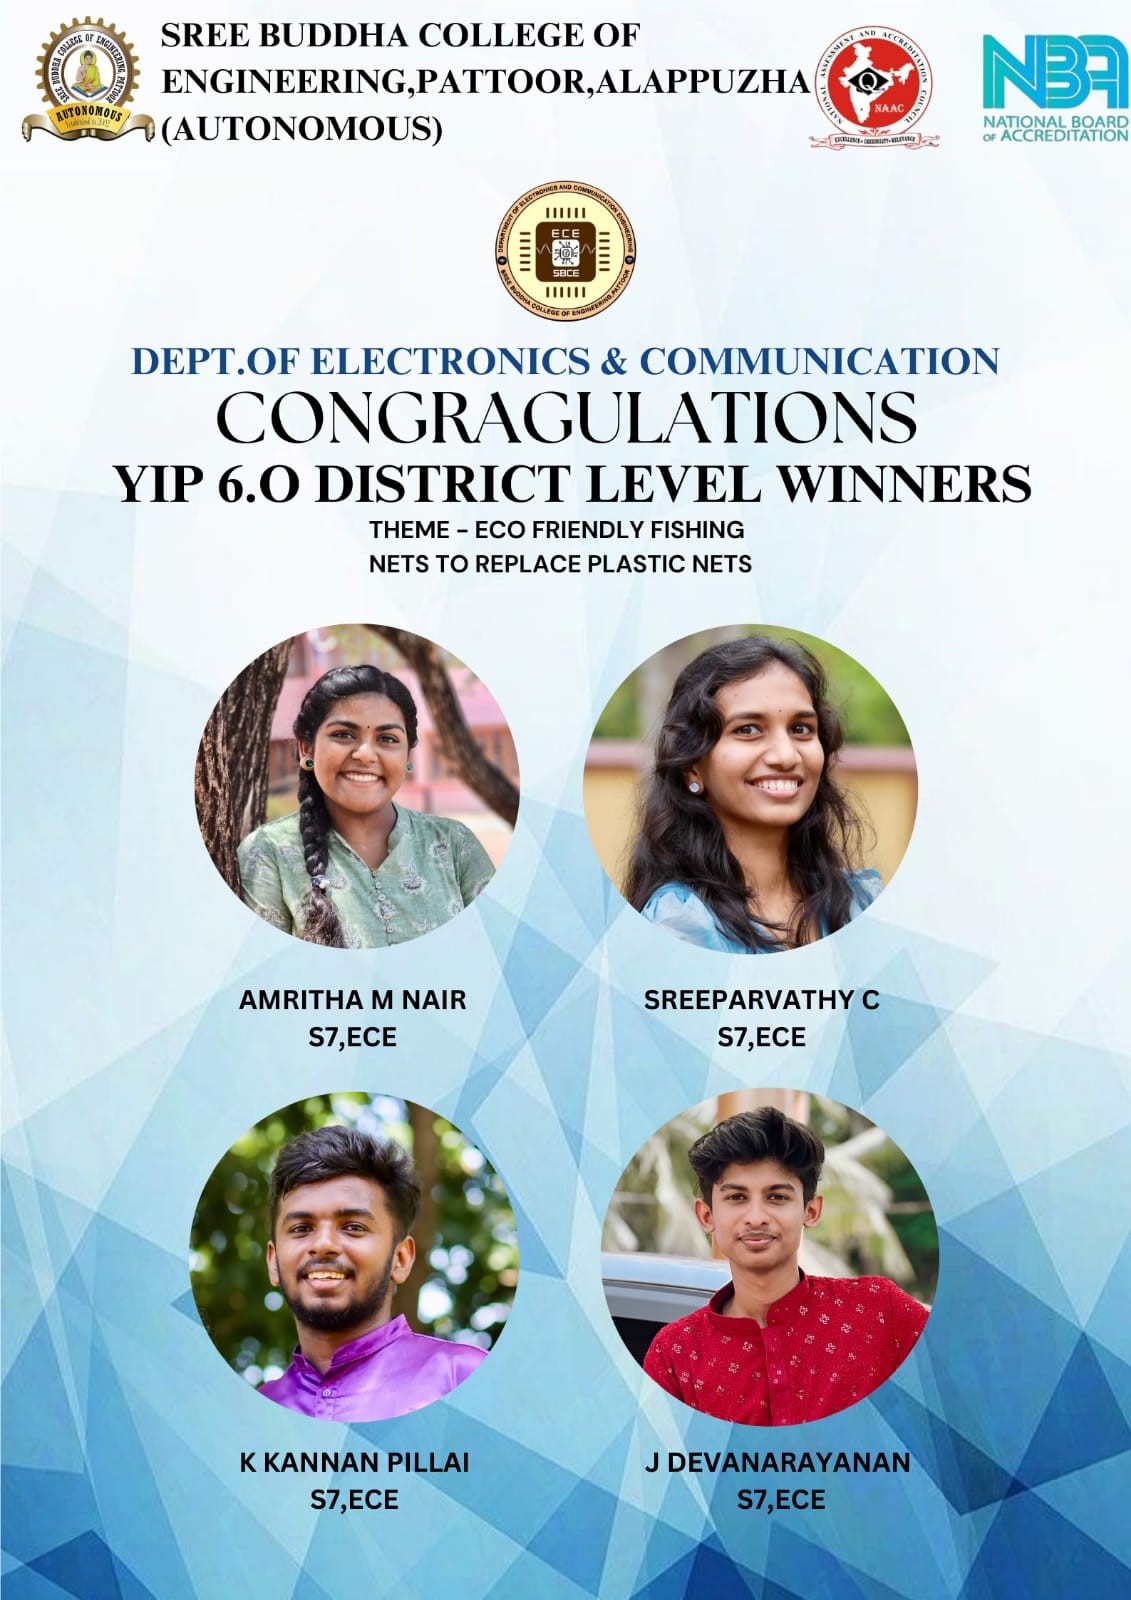 SREE BUDDHA COLLEGE OF
ENGINEERING,PATTOOR,ALAPPUZHA
(AUTONOMOUS)
SREE BUDDHA COLLEGE OF ENGINEERING, PATTOOR
AUTONOMOUS
Established in 2002
NATIONAL ASSESSMENT AND ACCREDITATION COUNCIL
NAAC
EXCELLENCE • CREDIBILITY • RELEVANCE
NBA
NATIONAL BOARD
OF ACCREDITATION
DEPARTMENT OF ELECTRONICS AND COMMUNICATION ENGINEERING
ECE
SBCE
SREE BUDDHA COLLEGE OF ENGINEERING, PATTOOR
DEPT.OF ELECTRONICS & COMMUNICATION
CONGRAGULATIONS
YIP 6.O DISTRICT LEVEL WINNERS
THEME - ECO FRIENDLY FISHING
NETS TO REPLACE PLASTIC NETS
AMRITHA M NAIR
S7,ECE
SREEPARVATHY C
S7,ECE
K KANNAN PILLAI
S7,ECE
J DEVANARAYANAN
S7,ECE